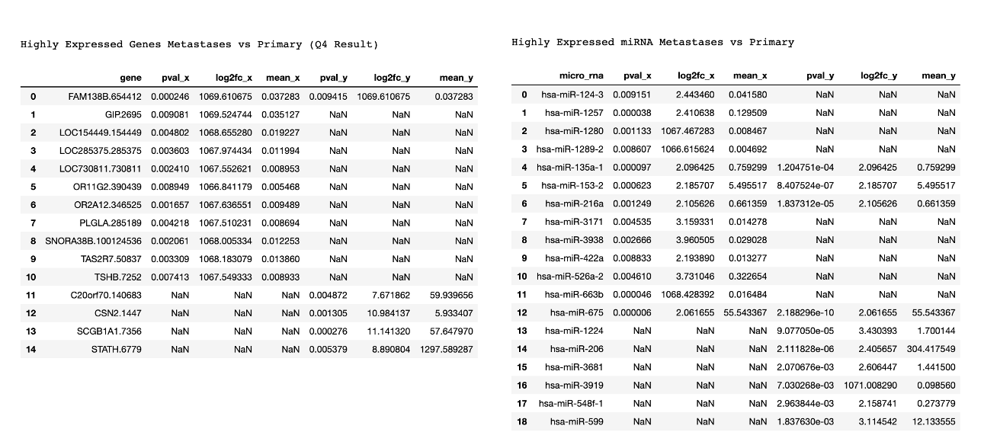 Highly Expressed Genes Metastases vs Primary (Q4 Result)
gene pval_x log2fc_x mean_x pval_y log2fc_y mean_y
0 FAM138B.654412 0.000246 1069.610675 0.037283 0.009415 1069.610675 0.037283
1 GIP.2695 0.009081 1069.524744 0.035127 NaN NaN NaN
2 LOC154449.154449 0.004802 1068.655280 0.019227 NaN NaN NaN
3 LOC285375.285375 0.003603 1067.974434 0.011994 NaN NaN NaN
4 LOC730811.730811 0.002410 1067.552621 0.008953 NaN NaN NaN
5 OR11G2.390439 0.008949 1066.841179 0.005468 NaN NaN NaN
6 OR2A12.346525 0.001657 1067.636551 0.009489 NaN NaN NaN
7 PLGLA.285189 0.004218 1067.510231 0.008694 NaN NaN NaN
8 SNORA38B.100124536 0.002061 1068.005334 0.012253 NaN NaN NaN
9 TAS2R7.50837 0.003309 1068.183079 0.013860 NaN NaN NaN
10 TSHB.7252 0.007413 1067.549333 0.008933 NaN NaN NaN
11 C20orf70.140683 NaN NaN NaN 0.004872 7.671862 59.939656
12 CSN2.1447 NaN NaN NaN 0.001305 10.984137 5.933407
13 SCGB1A1.7356 NaN NaN NaN 0.000276 11.141320 57.647970
14 STATH.6779 NaN NaN NaN 0.005379 8.890804 1297.589287
Highly Expressed miRNA Metastases vs Primary
micro_rna pval_x log2fc_x mean_x pval_y log2fc_y mean_y
0 hsa-miR-124-3 0.009151 2.443460 0.041580 NaN NaN NaN
1 hsa-miR-1257 0.000038 2.410638 0.129509 NaN NaN NaN
2 hsa-miR-1280 0.001133 1067.467283 0.008467 NaN NaN NaN
3 hsa-miR-1289-2 0.008607 1066.615624 0.004692 NaN NaN NaN
4 hsa-miR-135a-1 0.000097 2.096425 0.759299 1.204751e-04 2.096425 0.759299
5 hsa-miR-153-2 0.000623 2.185707 5.495517 8.407524e-07 2.185707 5.495517
6 hsa-miR-216a 0.001249 2.105626 0.661359 1.837312e-05 2.105626 0.661359
7 hsa-miR-3171 0.004535 3.159331 0.014278 NaN NaN NaN
8 hsa-miR-3938 0.002666 3.960505 0.029028 NaN NaN NaN
9 hsa-miR-422a 0.008833 2.193890 0.013277 NaN NaN NaN
10 hsa-miR-526a-2 0.004610 3.731046 0.322654 NaN NaN NaN
11 hsa-miR-663b 0.000046 1068.428392 0.016484 NaN NaN NaN
12 hsa-miR-675 0.000006 2.061655 55.543367 2.188296e-10 2.061655 55.543367
13 hsa-miR-1224 NaN NaN NaN 9.077050e-05 3.430393 1.700144
14 hsa-miR-206 NaN NaN NaN 2.111828e-06 2.405657 304.417549
15 hsa-miR-3681 NaN NaN NaN 2.070676e-03 2.606447 1.441500
16 hsa-miR-3919 NaN NaN NaN 7.030268e-03 1071.008290 0.098560
17 hsa-miR-548f-1 NaN NaN NaN 2.963844e-03 2.158741 0.273779
18 hsa-miR-599 NaN NaN NaN 1.837630e-03 3.114542 12.133555